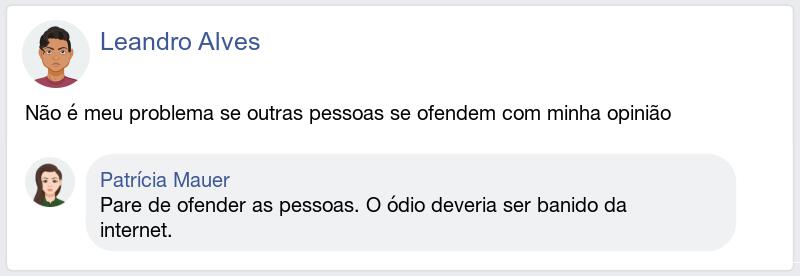 Leandro Alves
Não é meu problema se outras pessoas se ofendem com minha opinião
Patrícia Mauer
Pare de ofender as pessoas. O ódio deveria ser banido da
internet.